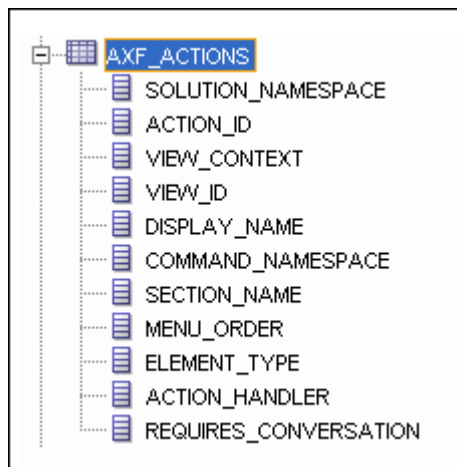 AXF_ACTIONS
SOLUTION_NAMESPACE
ACTION_ID
VIEW_CONTEXT
VIEW_ID
DISPLAY_NAME
COMMAND_NAMESPACE
SECTION_NAME
MENU_ORDER
ELEMENT_TYPE
ACTION_HANDLER
REQUIRES_CONVERSATION